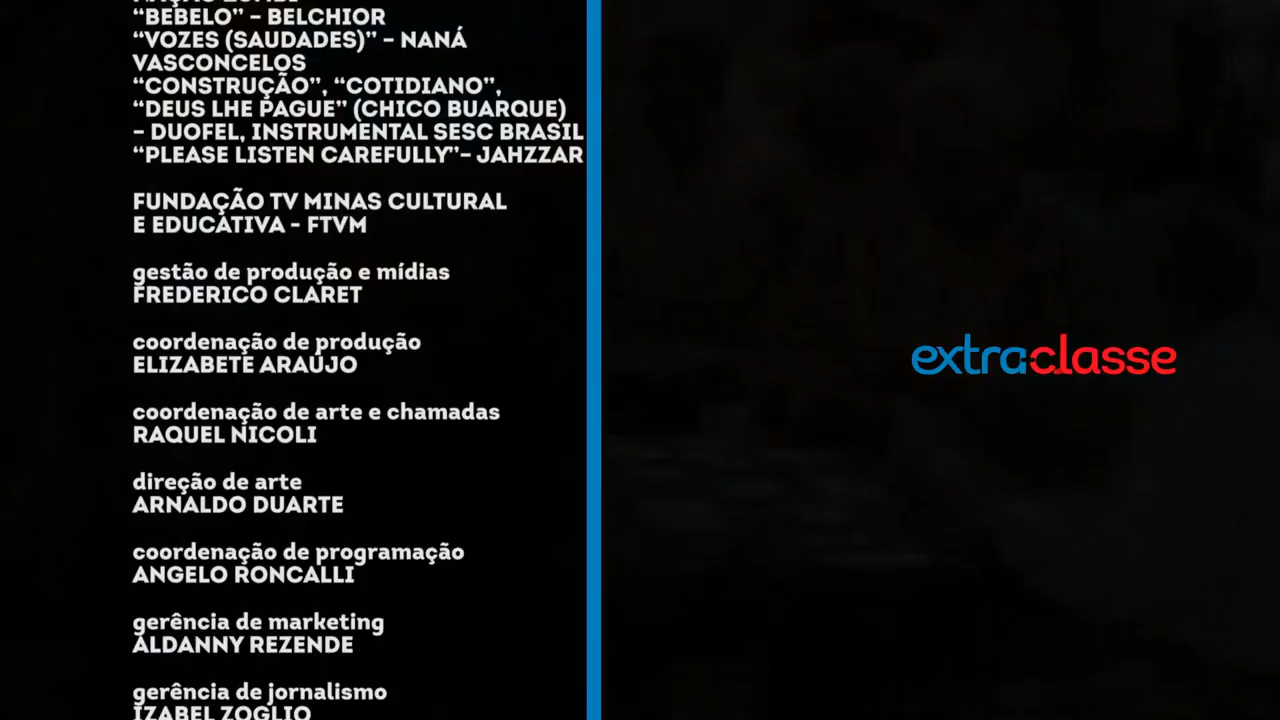 “BEBELO” – BELCHIOR
“VOZES (SAUDADES)” – NANÁ
VASCONCELOS
“CONSTRUÇÃO”, “COTIDIANO”,
“DEUS LHE PAGUE” (CHICO BUARQUE)
– DUOFEL, INSTRUMENTAL SESC BRASIL
“PLEASE LISTEN CAREFULLY”– JAHZZAR
FUNDAÇÃO TV MINAS CULTURAL
E EDUCATIVA - FTVM
gestão de produção e mídias
FREDERICO CLARET
coordenação de produção
ELIZABETE ARAÚJO
coordenação de arte e chamadas
RAQUEL NICOLI
direção de arte
ARNALDO DUARTE
coordenação de programação
ANGELO RONCALLI
gerência de marketing
ALDANNY REZENDE
gerência de jornalismo
IZABEL ZOGLIO
extraclasse